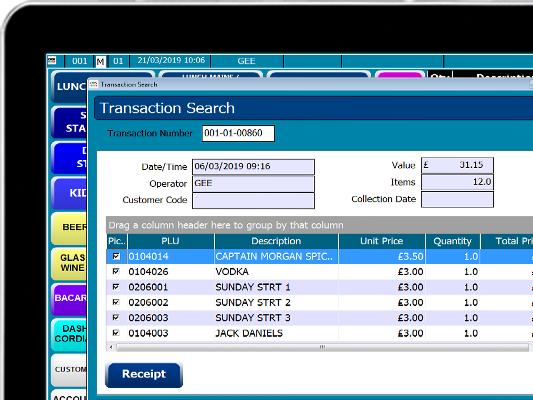 001 M 01 21/03/2019 10:06 GEE
LUNC
LUNCH MAINS /
Qty
Description
Transaction Search
Transaction Search
Transaction Number 001-01-00860
Date/Time 06/03/2019 09:16 Value £ 31.15
Operator GEE Items 12.0
Customer Code Collection Date
Drag a column header here to group by that column
Pic.. PLU Description Unit Price Quantity Total Pri
0104014 CAPTAIN MORGAN SPIC.. £3.50 1.0
0104026 VODKA £3.00 1.0
0206001 SUNDAY STRT 1 £3.00 1.0
0206002 SUNDAY STRT 2 £3.00 1.0
0206003 SUNDAY STRT 3 £3.00 1.0
0104003 JACK DANIELS £3.00 1.0
Receipt
S
STA
D
ST
KID
BEER
GLAS
WINE
BACAR
DASH
CORDI
CUSTOM
ACCOU